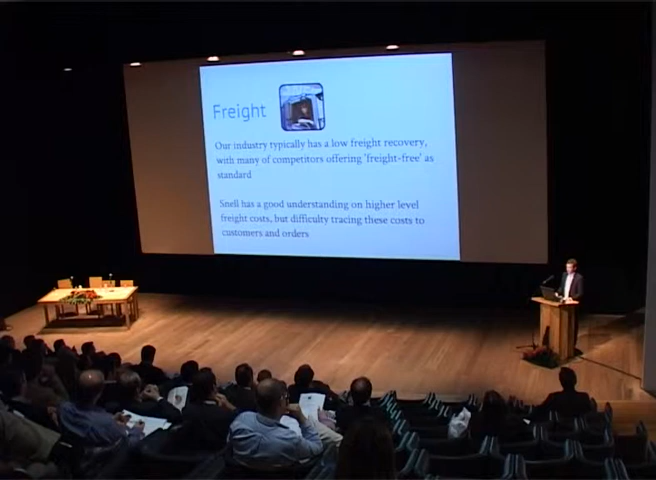 Freight
Our industry typically has a low freight recovery,
with many of competitors offering 'freight-free' as
standard
Snell has a good understanding on higher level
freight costs, but difficulty tracing these costs to
customers and orders